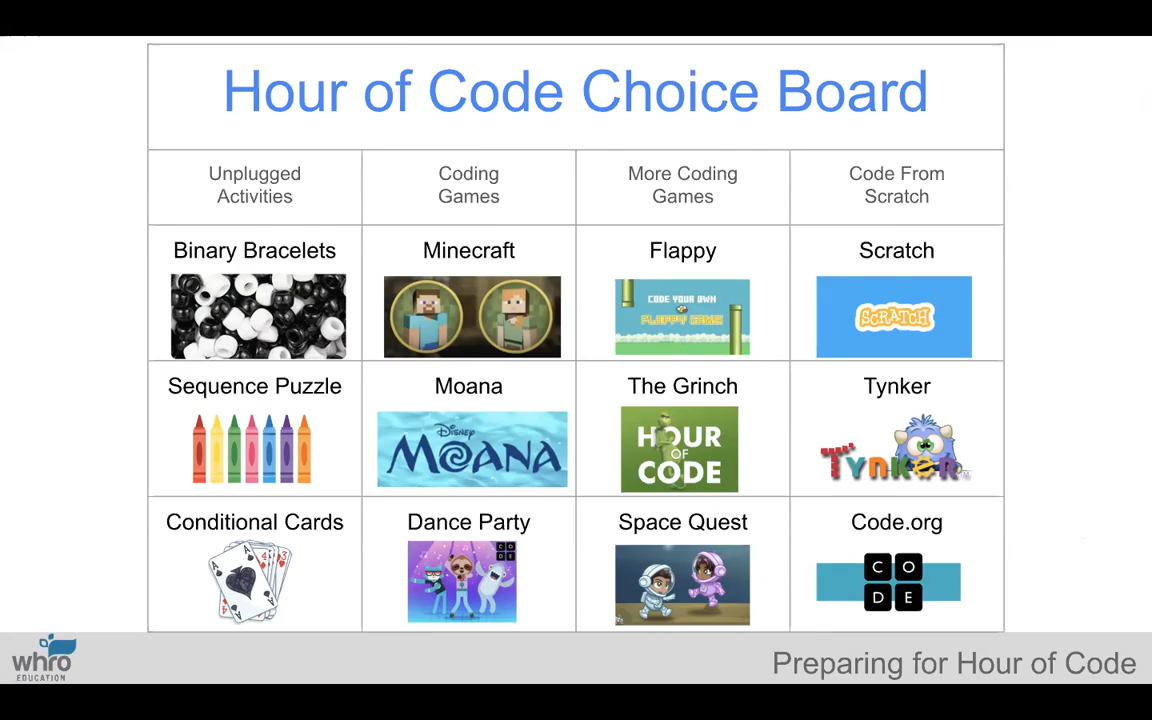 Hour of Code Choice Board
Unplugged
Activities
Coding
Games
More Coding
Games
Code From
Scratch
Binary Bracelets
Minecraft
Flappy
CODE YOUR OWN
FLAPPY GAME
Scratch
SCRATCH
Sequence Puzzle
Moana
Disney
MOANA
The Grinch
HOUR
OF
CODE
Tynker
Tynker
Conditional Cards
A
4
3
A
Dance Party
C O
D E
Space Quest
Code.org
C O
D E
whro
EDUCATION
Preparing for Hour of Code